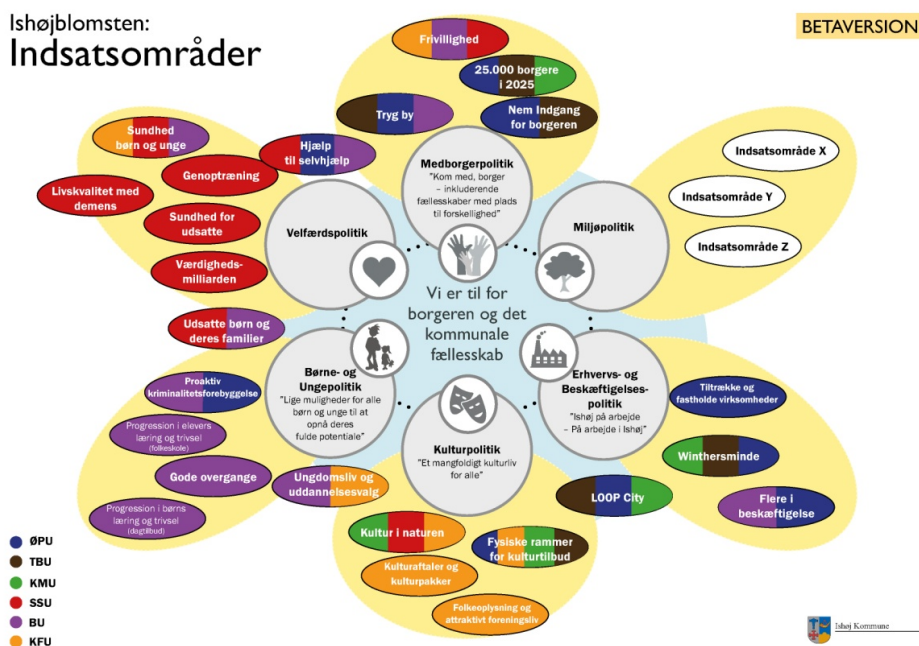 Ishøjblomsten:
Indsatsområder
BETAVERSION
Frivillighed
25.000 borgere
i 2025
Tryg by
Nem Indgang
for borgeren
Hjælp
til selvhjælp
Medborgerpolitik
"Kom med, borger
– inkluderende
fællesskaber med plads
til forskellighed"
Sundhed
børn og unge
Genoptræning
Livskvalitet med
demens
Sundhed for
udsatte
Værdigheds-
milliarden
Velfærdspolitik
Miljøpolitik
Indsatsområde X
Indsatsområde Y
Indsatsområde Z
Vi er til for
borgeren og det
kommunale
fællesskab
Udsatte børn og
deres familier
Børne- og
Ungepolitik
"Lige muligheder for alle
børn og unge til at
opnå deres
fulde potentiale"
Proaktiv
kriminalitetsforebyggelse
Progression i elevers
læring og trivsel
(folkeskole)
Gode overgange
Progression i børns
læring og trivsel
(dagtilbud)
Ungdomsliv og
uddannelsesvalg
Kulturpolitik
"Et mangfoldigt kulturliv
for alle"
Erhvervs- og
Beskæftigelses-
politik
"Ishøj på arbejde
– På arbejde i Ishøj"
Tiltrække og
fastholde virksomheder
Winthersminde
Flere i
beskæftigelse
LOOP City
Kultur i naturen
Fysiske rammer
for kulturtilbud
Kulturaftaler og
kulturpakker
Folkeoplysning og
attraktivt foreningsliv
ØPU
TBU
KMU
SSU
BU
KFU
Ishøj Kommune